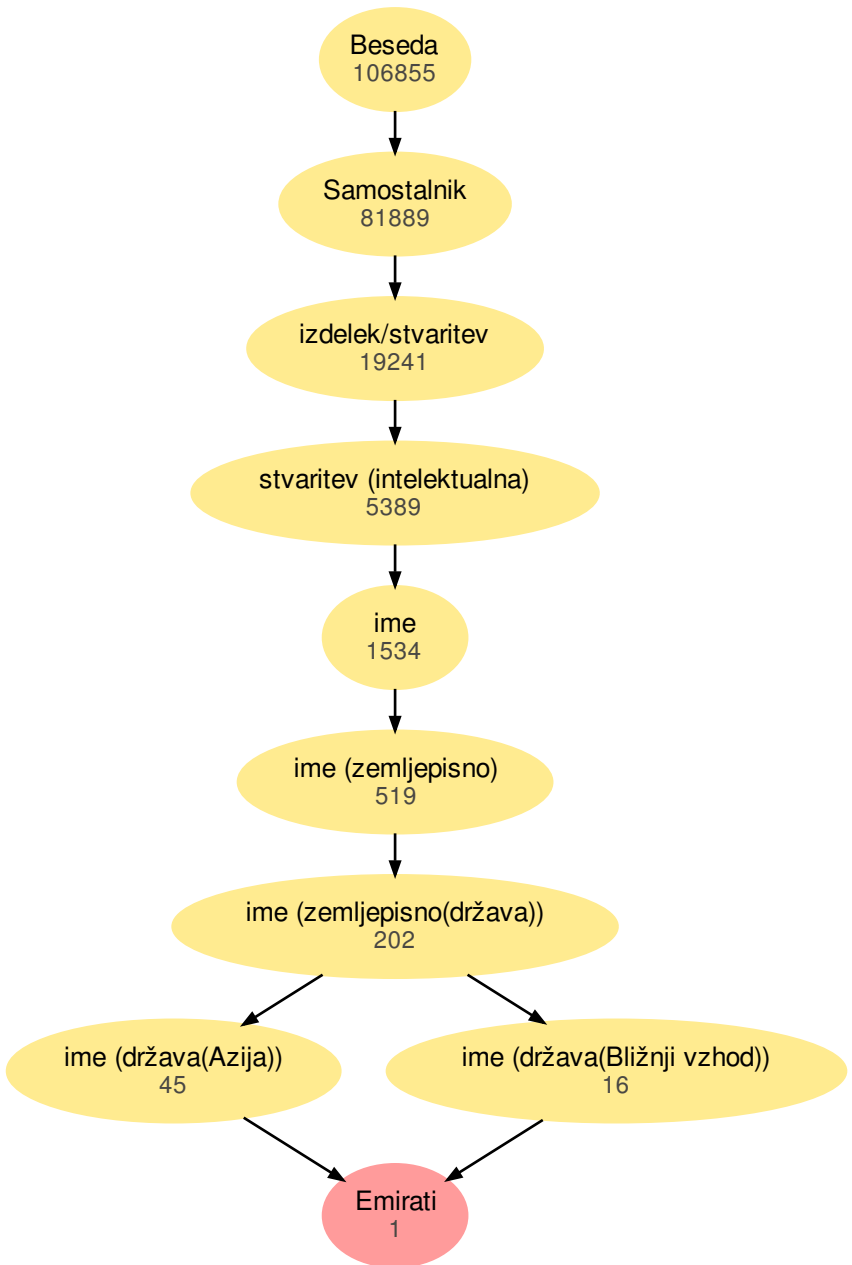 Beseda
106855
Samostalnik
81889
izdelek/stvaritev
19241
stvaritev (intelektualna)
5389
ime
1534
ime (zemljepisno)
519
ime (zemljepisno(država))
202
ime (država(Azija))
45
ime (država(Bližnji vzhod))
16
Emirati
1